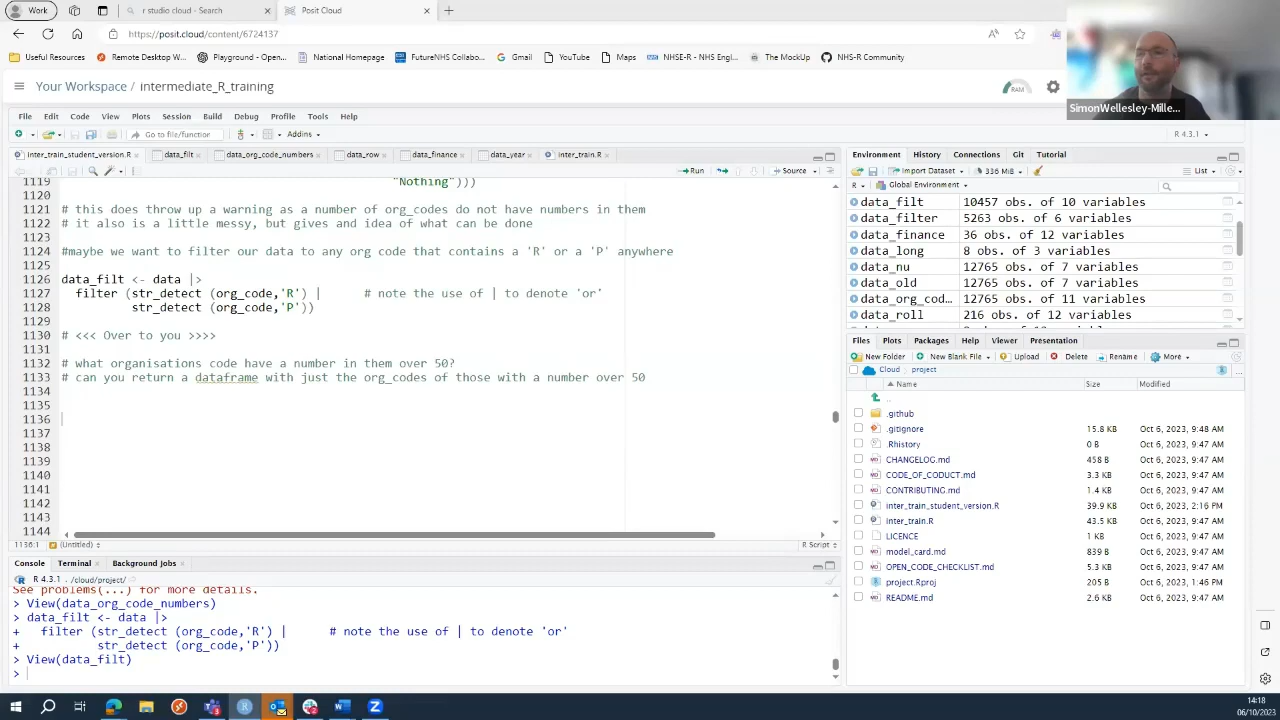 Work
r studio cloud - Search
Posit Cloud
https://posit.cloud/content/6724137
Useful Resources
Remote Desktop W...
Playground - Open...
National Homepage
FutureNHS Collabo...
Gmail
YouTube
Maps
NHSE-R - NHS Engl...
The MockUp
NHS-R Community
SimonWellesley-Mille...
Your Workspace / intermediate_R_training
RAM
File Edit Code View Plots Session Build Debug Profile Tools Help
Go to file/function
Addins
R 4.3.1
inter_train_student_version.R
data_filt
data_org_code_numbers
data_row
data_finance
data_year
inter_train.R
Run
Source
1119 "Nothing")))
1120
1121 # this does throw up a warning as a number of org_codes do not have numbers in them
1122 # it also is a little messy, but gives and idea of what can be done
1123
1124 #maybe we want to filter our data to any org code that contains a 'R' or a 'P' anywhere
1125
1126 data_filt <- data |>
1127 filter (str_detect (org_code,'R') | # note the use of | to denote 'or'
1128 str_detect (org_code,'P'))
1129
1130 # <<< Over to you >>>>
1131
1132 # what organisations code have a number in them over 50?
1133 # can you return a dataframe with just the org_codes of those with a number over 50
1134
1135
1136
1137
1138
1139
1140
1141
1142
1143
1144
1136:1 (Untitled) R Script
Console Terminal Background Jobs
R 4.3.1 . /cloud/project/
See problems(...) for more details.
> View(data_org_code_numbers)
> data_filt <- data |>
+ filter (str_detect (org_code,'R') | # note the use of | to denote 'or'
+ str_detect (org_code,'P'))
> View(data_filt)
>
Environment History Connections Git Tutorial
Import Dataset 336 MiB List
R Global Environment
data_filt 10457 obs. of 10 variables
data_filter 5263 obs. of 6 variables
data_finance 36 obs. of 12 variables
data_long 8 obs. of 3 variables
data_nu 12765 obs. of 7 variables
data_old 12765 obs. of 7 variables
data_org_cod... 12765 obs. of 11 variables
data_roll 216 obs. of 12 variables
Files Plots Packages Help Viewer Presentation
New Folder New Blank File Upload Delete Rename More
Cloud project
Name Size Modified
..
.github
.gitignore 15.8 KB Oct 6, 2023, 9:48 AM
.Rhistory 0 B Oct 6, 2023, 9:47 AM
CHANGELOG.md 458 B Oct 6, 2023, 9:47 AM
CODE_OF_CODUCT.md 3.3 KB Oct 6, 2023, 9:47 AM
CONTRIBUTING.md 1.4 KB Oct 6, 2023, 9:47 AM
inter_train_student_version.R 39.9 KB Oct 6, 2023, 2:16 PM
inter_train.R 43.5 KB Oct 6, 2023, 9:47 AM
LICENCE 1 KB Oct 6, 2023, 9:47 AM
model_card.md 839 B Oct 6, 2023, 9:47 AM
OPEN_CODE_CHECKLIST.md 5.3 KB Oct 6, 2023, 9:47 AM
project.Rproj 205 B Oct 6, 2023, 1:46 PM
README.md 2.6 KB Oct 6, 2023, 9:47 AM
14:18
06/10/2023